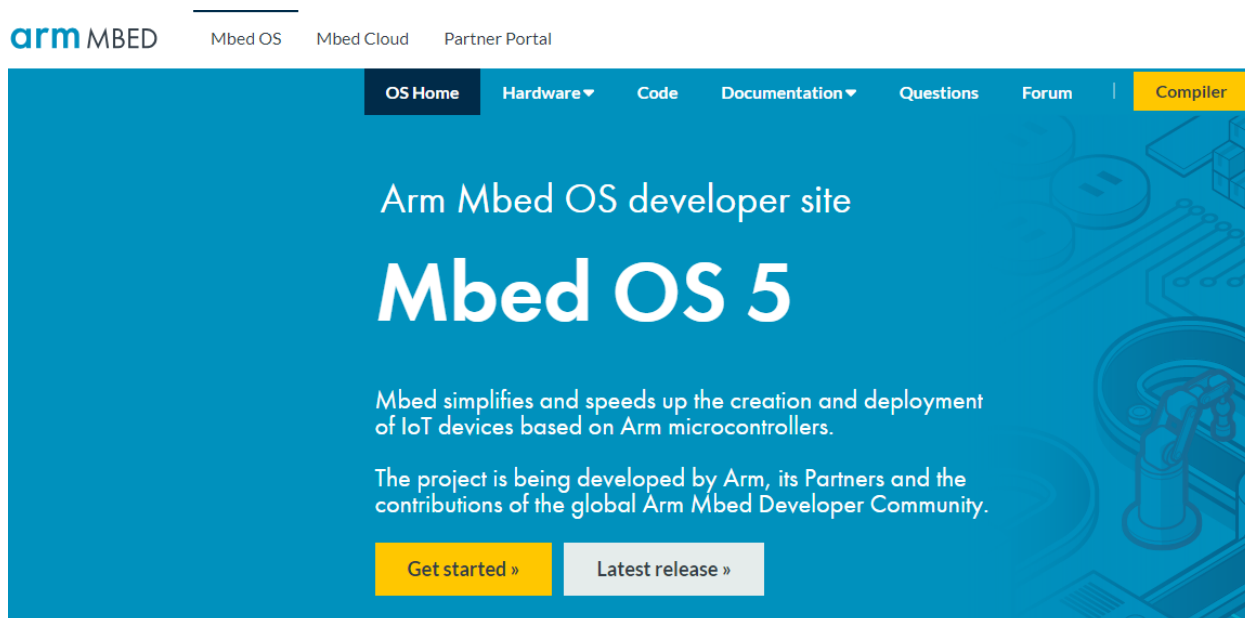 arm MBED Mbed OS Mbed Cloud Partner Portal
OS Home Hardware Code Documentation Questions Forum | Compiler
Arm Mbed OS developer site
Mbed OS 5
Mbed simplifies and speeds up the creation and deployment
of IoT devices based on Arm microcontrollers.
The project is being developed by Arm, its Partners and the
contributions of the global Arm Mbed Developer Community.
Get started » Latest release »